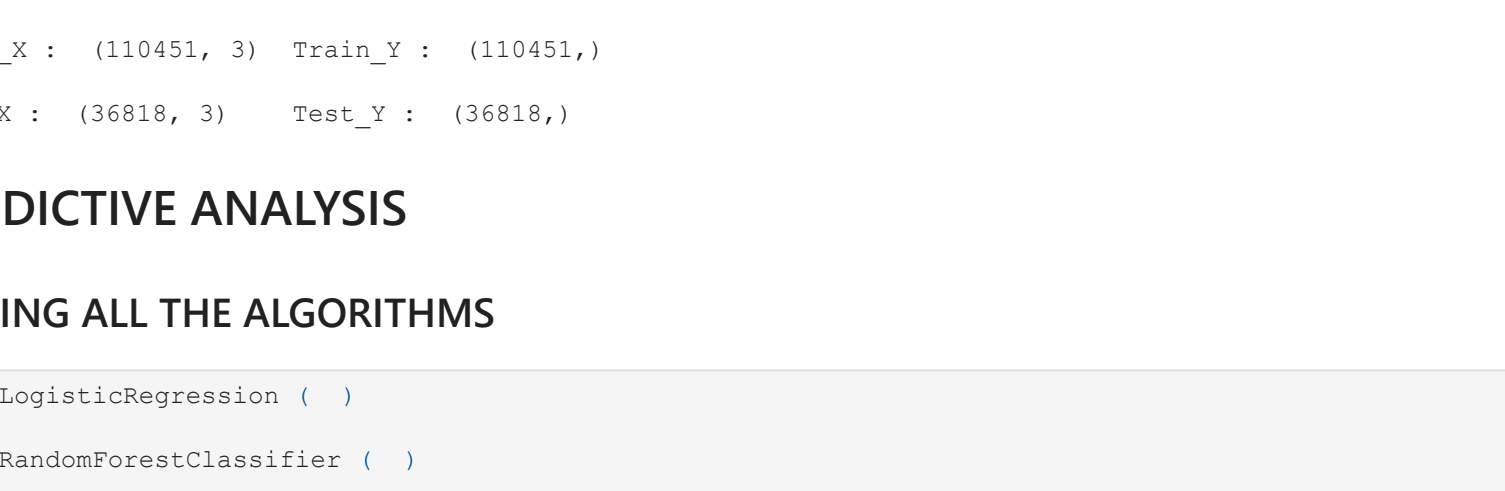 _X :  (110451, 3)  Train_Y :  (110451,)
X :  (36818, 3)    Test_Y :  (36818,)
DICTIVE ANALYSIS
ING ALL THE ALGORITHMS
LogisticRegression (  )
RandomForestClassifier (  )